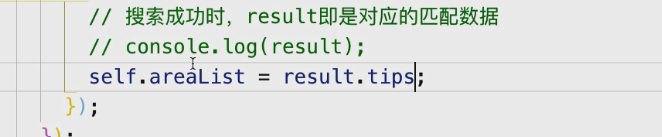 // 搜索成功时，result即是对应的匹配数据
// console.log(result);
self.areaList = result.tips;
});
});